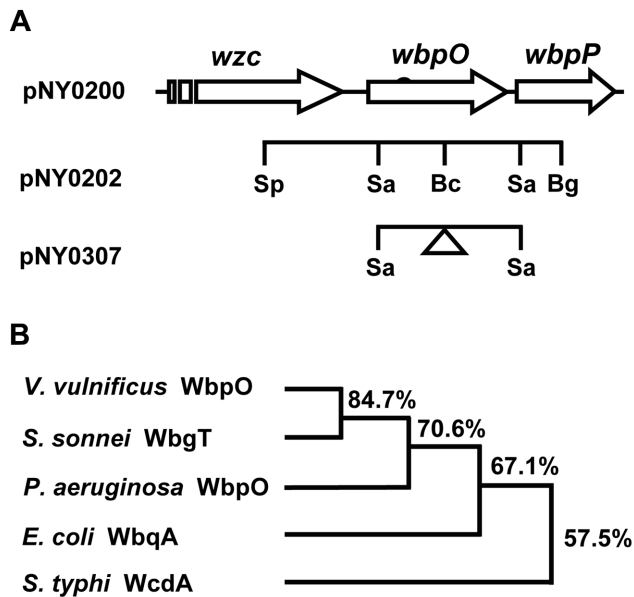 A
wzc wbpO wbpP
pNY0200
pNY0202
Sp Sa Bc Sa Bg
pNY0307
Sa Sa
B
V. vulnificus WbpO
84.7%
S. sonnei WbgT
70.6%
P. aeruginosa WbpO
67.1%
E. coli WbqA
57.5%
S. typhi WcdA